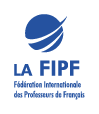 LA FIPF
Fédération Internationale
des Professeurs de Français